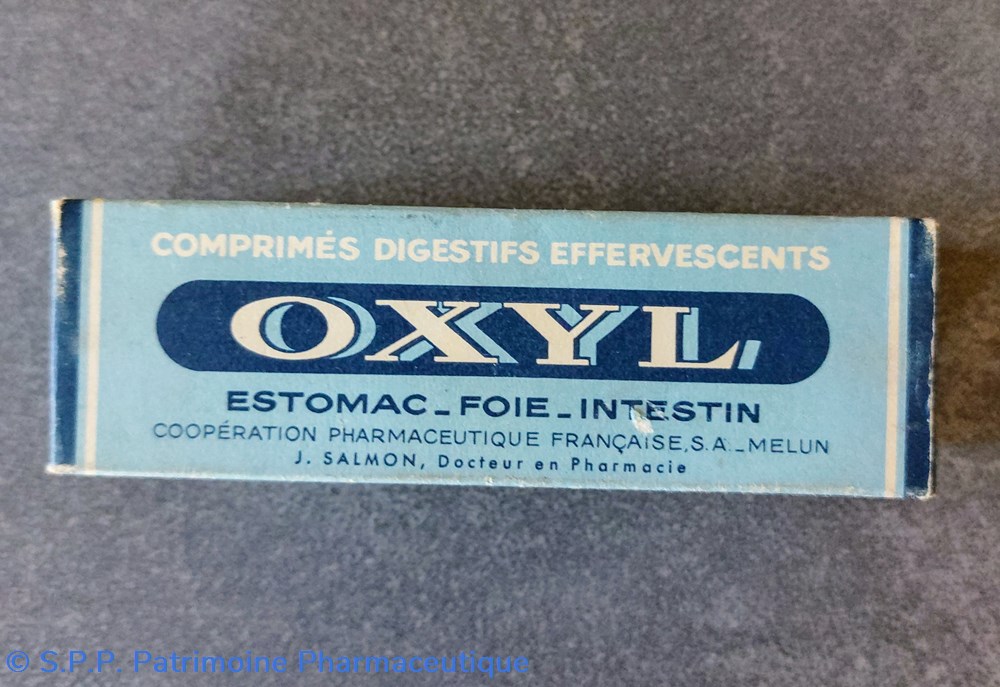 COMPRIMÉS DIGESTIFS EFFERVESCENTS
OXYL
ESTOMAC_FOIE_INTESTIN
COOPÉRATION PHARMACEUTIQUE FRANÇAISE, S.A._MELUN
J. SALMON, Docteur en Pharmacie
© S.P.P. Patrimoine Pharmaceutique